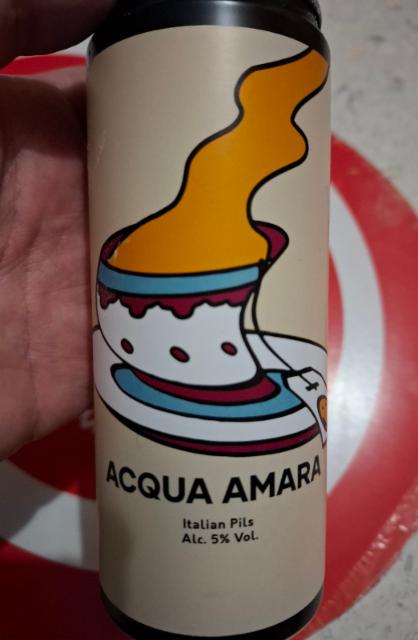 ACQUA AMARA
Italian Pils
Alc. 5% Vol.